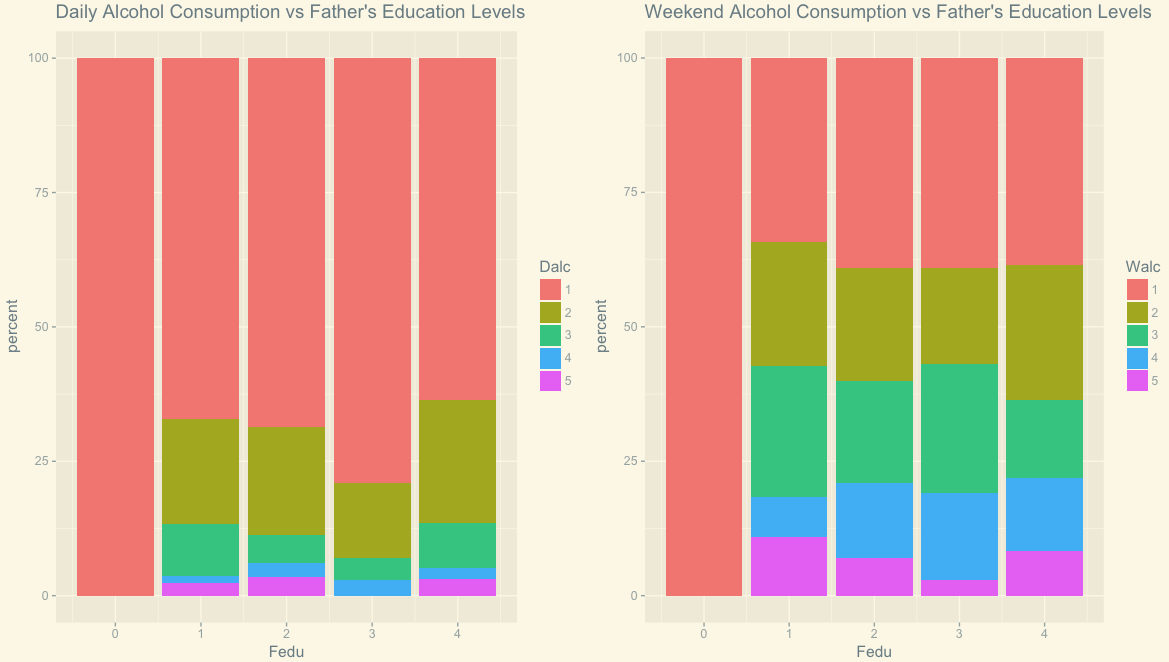 Daily Alcohol Consumption vs Father's Education Levels
100
75
50
25
0
percent
0 1 2 3 4
Fedu
Dalc
1
2
3
4
5
Weekend Alcohol Consumption vs Father's Education Levels
100
75
50
25
0
percent
0 1 2 3 4
Fedu
Walc
1
2
3
4
5